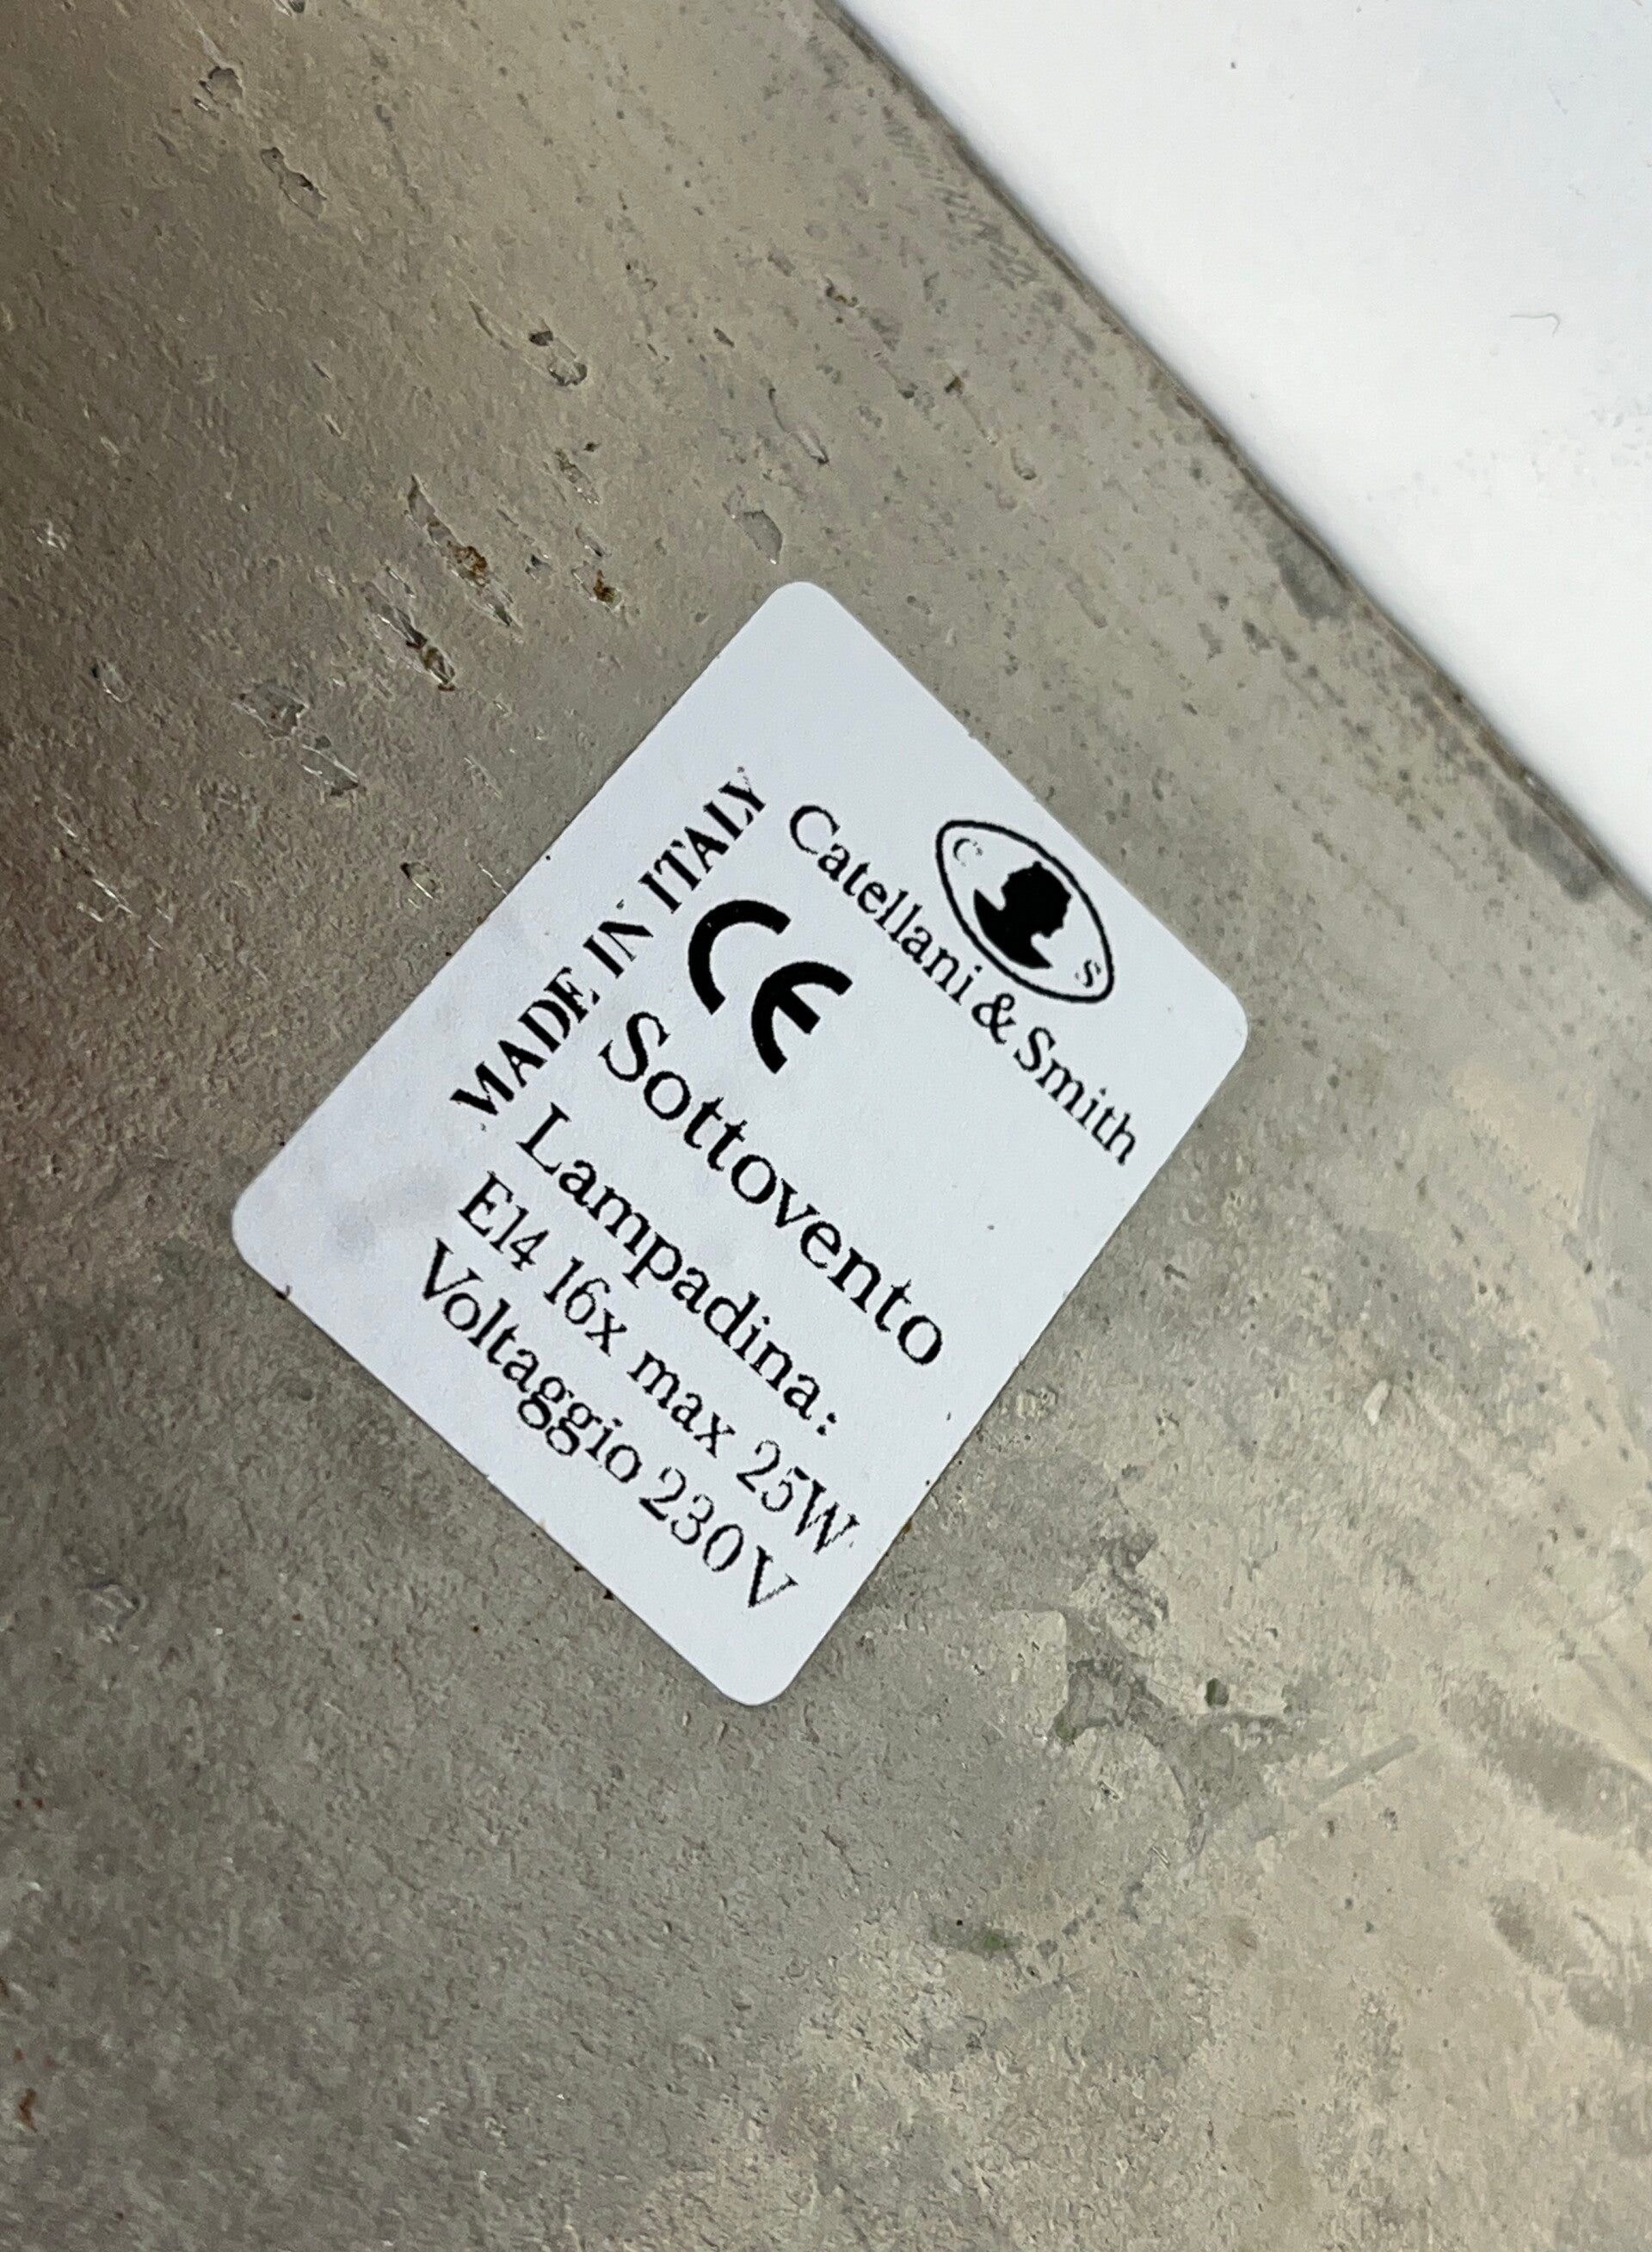 C S
Catellani & Smith
MADE IN ITALY
CE
Sottovento
Lampadina:
E14 16x max 25W
Voltaggio 230V